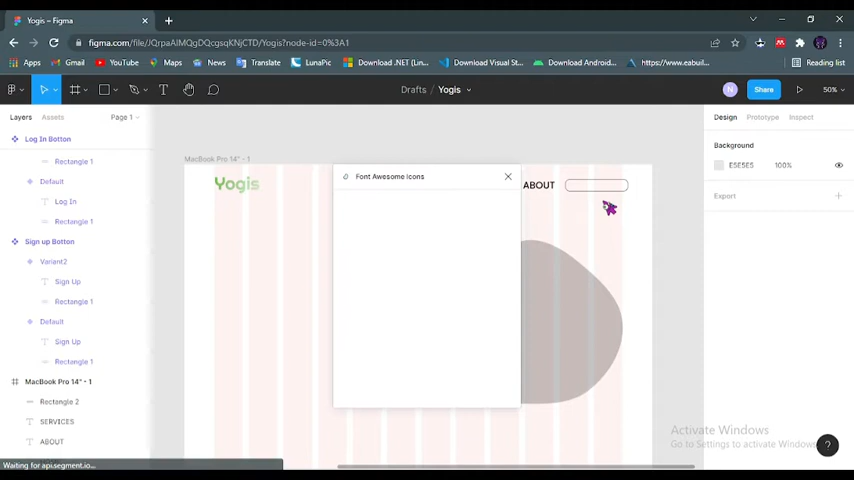 Yogis – Figma
figma.com/file/JQrpaAlMQgDQcgsqKNjCTD/Yogis?node-id=0%3A1
Apps
Gmail
YouTube
Maps
News
Translate
LunaPic
Download .NET (Lin...
Download Visual St...
Download Android...
https://www.eabuil...
Reading list
Drafts
Yogis
N
Share
50%
Layers
Assets
Page 1
Design
Prototype
Inspect
Log In Botton
Rectangle 1
Default
Log In
Rectangle 1
Sign up Botton
Variant2
Sign Up
Rectangle 1
Default
Sign Up
Rectangle 1
MacBook Pro 14" - 1
Rectangle 2
SERVICES
ABOUT
MacBook Pro 14" - 1
Yogis
Font Awesome Icons
ABOUT
Background
E5E5E5
100%
Export
Activate Windows
Go to Settings to activate Windows.
?
Waiting for api.segment.io...